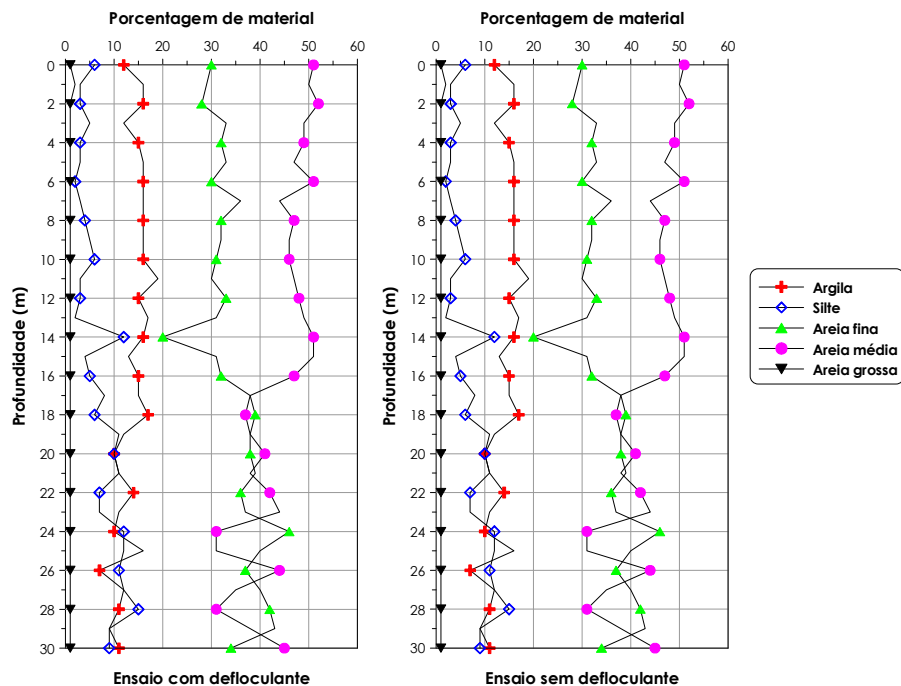 Porcentagem de material
0 10 20 30 40 50 60
0
2
4
6
8
10
12
14
16
18
20
22
24
26
28
30
Profundidade (m)
Ensaio com defloculante
Porcentagem de material
0 10 20 30 40 50 60
0
2
4
6
8
10
12
14
16
18
20
22
24
26
28
30
Profundidade (m)
Ensaio sem defloculante
Argila
Silte
Areia fina
Areia média
Areia grossa